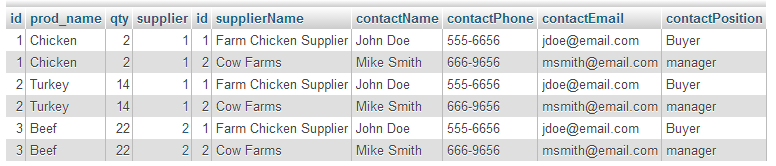 id prod_name qty supplier id supplierName contactName contactPhone contactEmail contactPosition
1 Chicken 2 1 1 Farm Chicken Supplier John Doe 555-6656 jdoe@email.com Buyer
1 Chicken 2 1 2 Cow Farms Mike Smith 666-9656 msmith@email.com manager
2 Turkey 14 1 1 Farm Chicken Supplier John Doe 555-6656 jdoe@email.com Buyer
2 Turkey 14 1 2 Cow Farms Mike Smith 666-9656 msmith@email.com manager
3 Beef 22 2 1 Farm Chicken Supplier John Doe 555-6656 jdoe@email.com Buyer
3 Beef 22 2 2 Cow Farms Mike Smith 666-9656 msmith@email.com manager